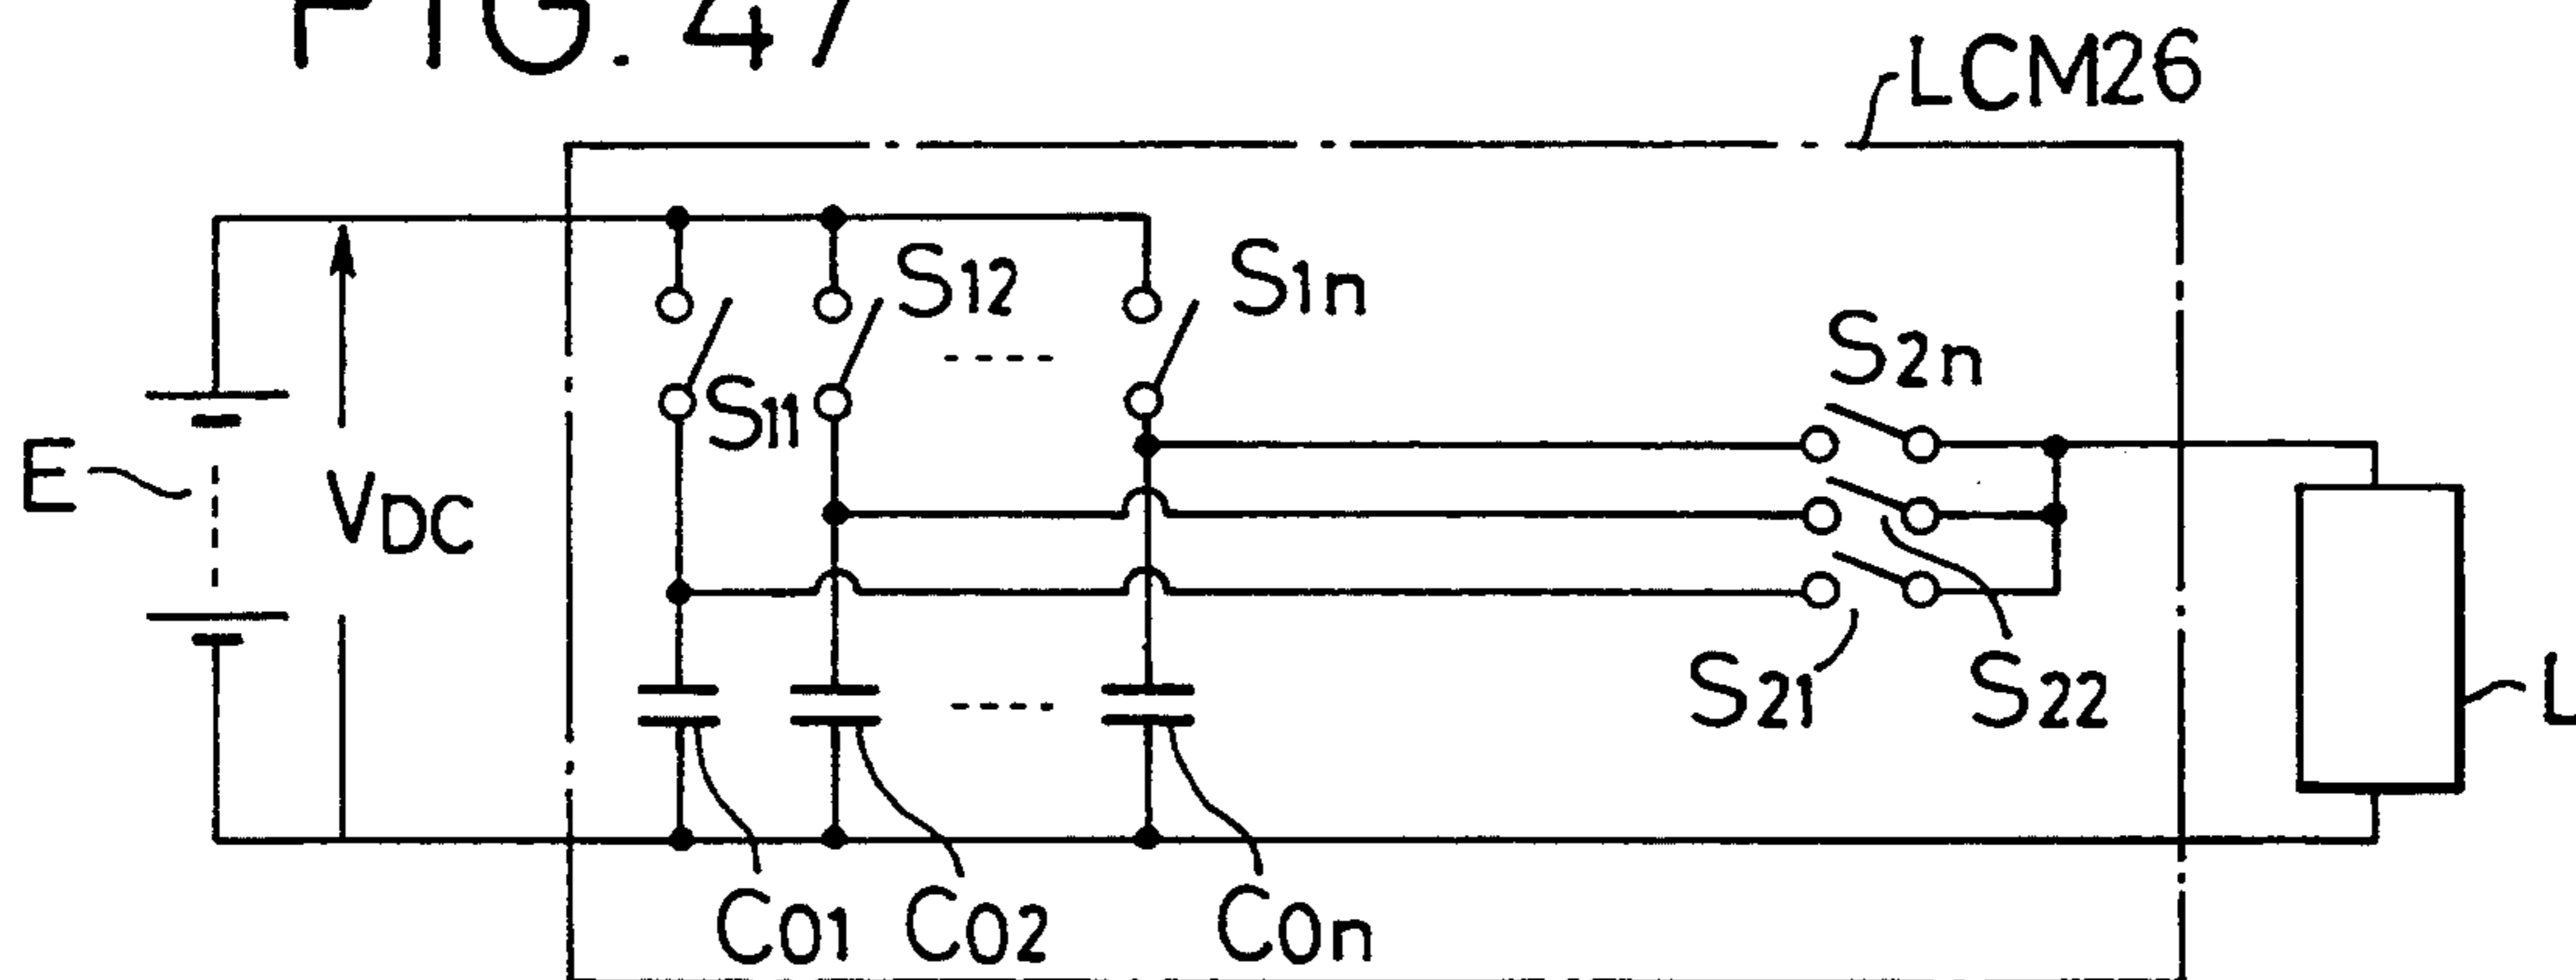 FIG. 47
LCM26
S12
S1n
S11
S2n
E
VDC
S21
S22
L
C01
C02
C0n